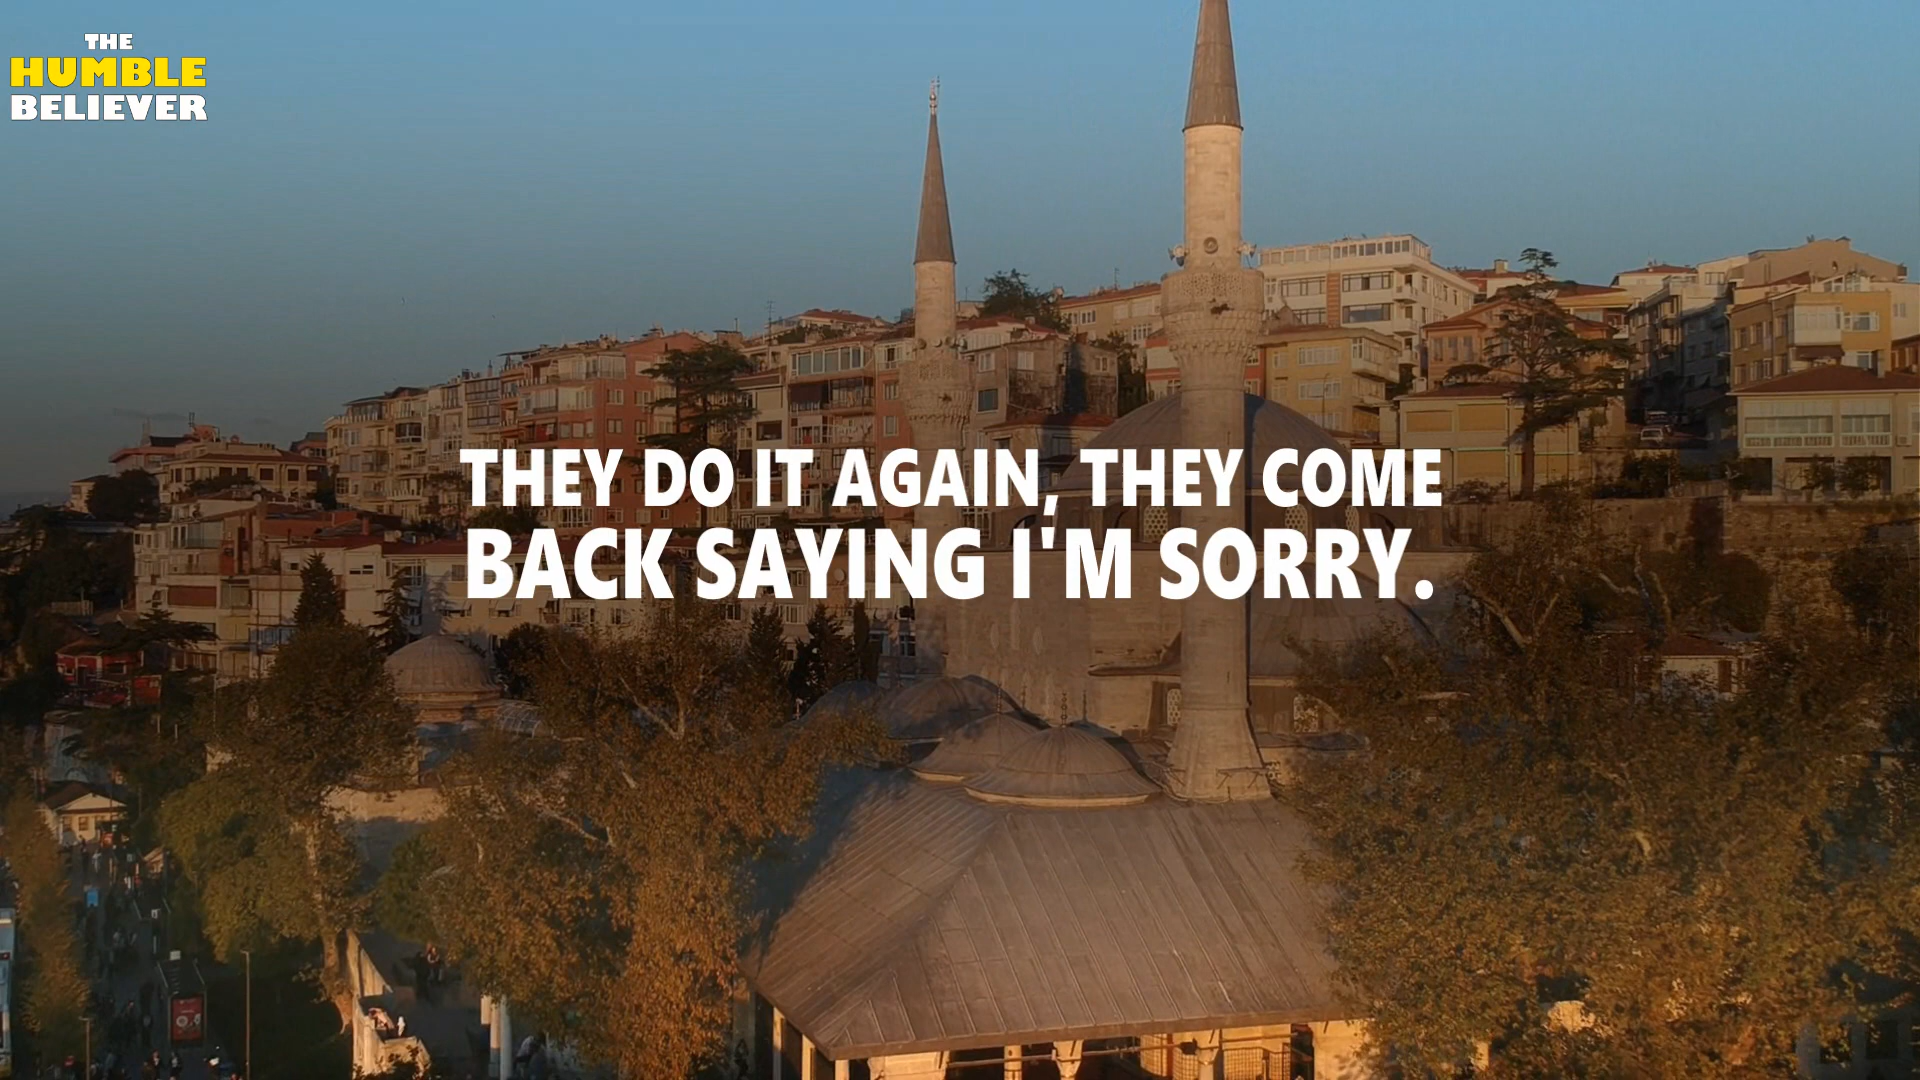 THE
HUMBLE
BELIEVER
THEY DO IT AGAIN, THEY COME
BACK SAYING I'M SORRY.